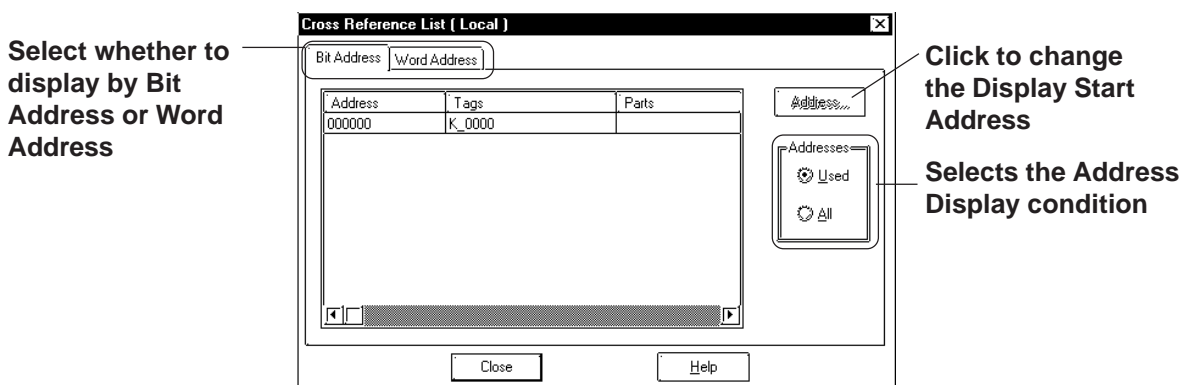 Cross Reference List ( Local )
Select whether to
display by Bit
Address or Word
Address
Bit Address Word Address
Address Tags Parts
000000 K_0000
Address...
Addresses
Used
All
Close Help
Click to change
the Display Start
Address
Selects the Address
Display condition